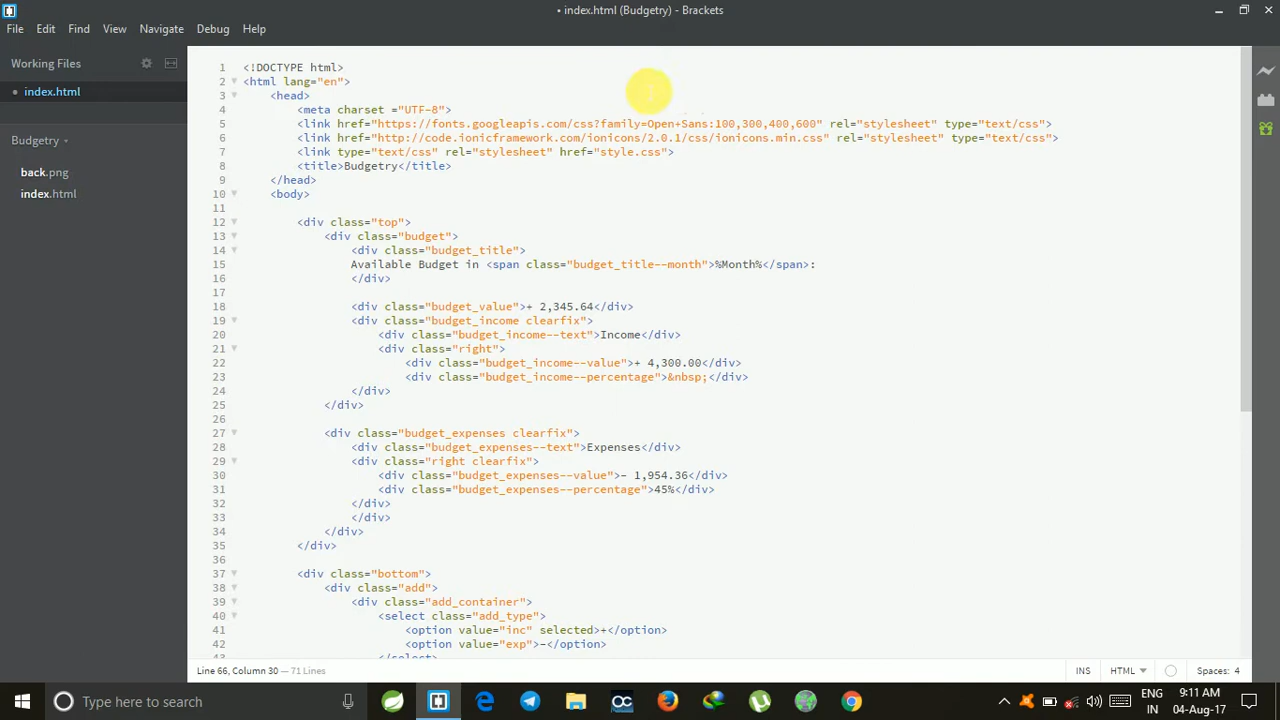 • index.html (Budgetry) - Brackets
File Edit Find View Navigate Debug Help
Working Files
index.html
Budgetry
back.png
index.html
1 <!DOCTYPE html>
2 <html lang="en">
3 <head>
4 <meta charset ="UTF-8">
5 <link href="https://fonts.googleapis.com/css?family=Open+Sans:100,300,400,600" rel="stylesheet" type="text/css">
6 <link href="http://code.ionicframework.com/ionicons/2.0.1/css/ionicons.min.css" rel="stylesheet" type="text/css">
7 <link type="text/css" rel="stylesheet" href="style.css">
8 <title>Budgetry</title>
9 </head>
10 <body>
11
12 <div class="top">
13 <div class="budget">
14 <div class="budget_title">
15 Available Budget in <span class="budget_title--month">%Month%</span>:
16 </div>
17
18 <div class="budget_value">+ 2,345.64</div>
19 <div class="budget_income clearfix">
20 <div class="budget_income--text">Income</div>
21 <div class="right">
22 <div class="budget_income--value">+ 4,300.00</div>
23 <div class="budget_income--percentage">&nbsp;</div>
24 </div>
25 </div>
26
27 <div class="budget_expenses clearfix">
28 <div class="budget_expenses--text">Expenses</div>
29 <div class="right clearfix">
30 <div class="budget_expenses--value">- 1,954.36</div>
31 <div class="budget_expenses--percentage">45%</div>
32 </div>
33 </div>
34 </div>
35 </div>
36
37 <div class="bottom">
38 <div class="add">
39 <div class="add_container">
40 <select class="add_type">
41 <option value="inc" selected>+</option>
42 <option value="exp">-</option>
43 </select>
Line 66, Column 30 — 71 Lines
INS HTML Spaces: 4
Type here to search
ENG
IN
9:11 AM
04-Aug-17